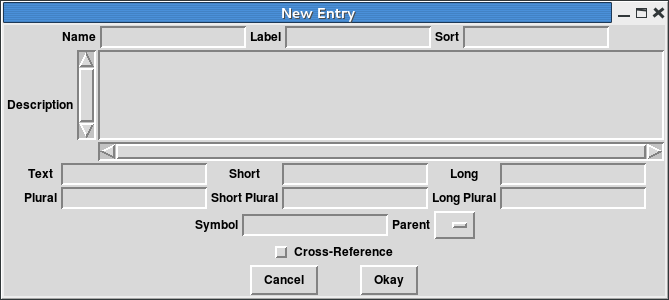 New Entry
Name Label Sort
Description
Text Short Long
Plural Short Plural Long Plural
Symbol Parent
Cross-Reference
Cancel Okay